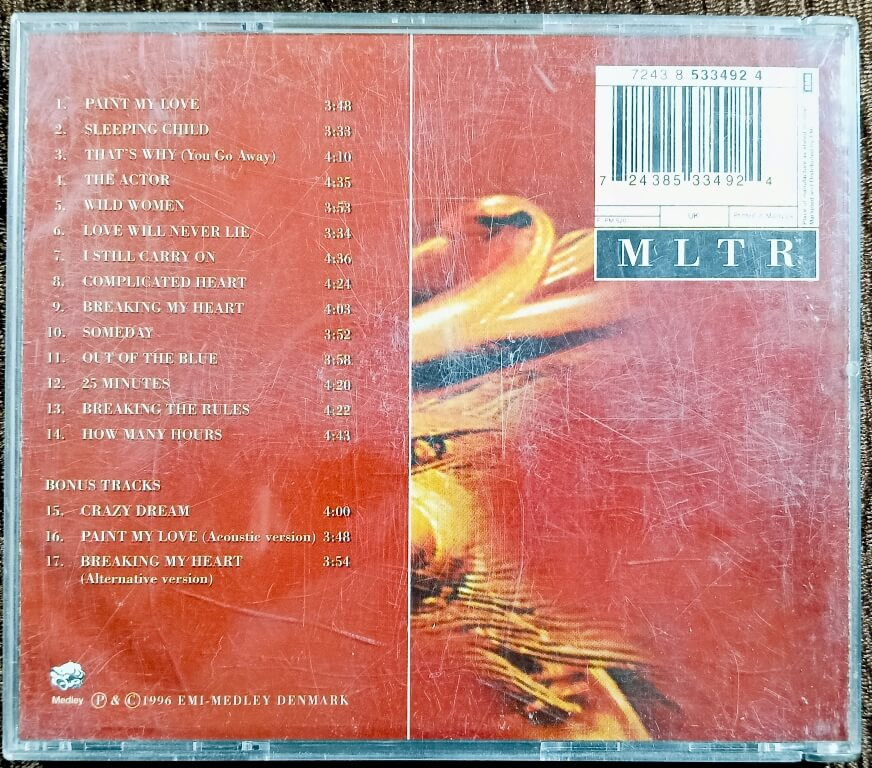 1. PAINT MY LOVE 3:48
2. SLEEPING CHILD 3:33
3. THAT'S WHY (You Go Away) 4:10
4. THE ACTOR 4:35
5. WILD WOMEN 3:53
6. LOVE WILL NEVER LIE 3:34
7. I STILL CARRY ON 4:36
8. COMPLICATED HEART 4:24
9. BREAKING MY HEART 4:03
10. SOMEDAY 3:52
11. OUT OF THE BLUE 3:58
12. 25 MINUTES 4:20
13. BREAKING THE RULES 4:22
14. HOW MANY HOURS 4:43
BONUS TRACKS
15. CRAZY DREAM 4:00
16. PAINT MY LOVE (Acoustic version) 3:48
17. BREAKING MY HEART 3:54
(Alternative version)
Medley Ⓟ & ©1996 EMI-MEDLEY DENMARK
7243 8 533492 4
7 24385 33492 4
UK
Printed in
MLTR